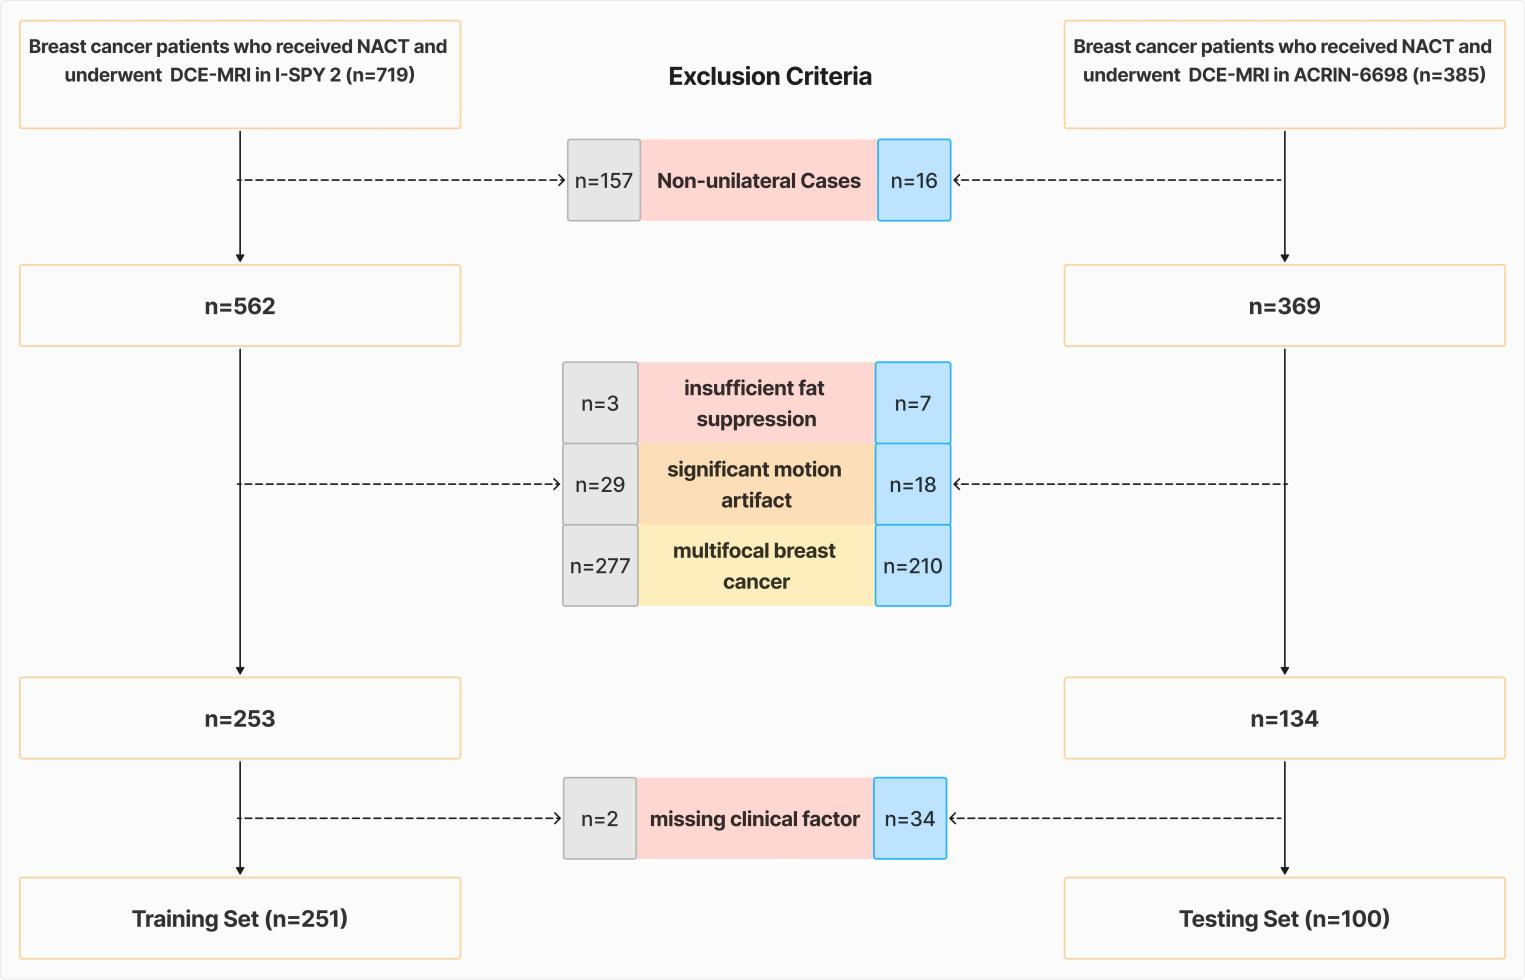 Breast cancer patients who received NACT and
underwent DCE-MRI in I-SPY 2 (n=719)
Exclusion Criteria
Breast cancer patients who received NACT and
underwent DCE-MRI in ACRIN-6698 (n=385)
n=157
Non-unilateral Cases
n=16
n=562
n=369
n=3
insufficient fat
suppression
n=7
n=29
significant motion
artifact
n=18
n=277
multifocal breast
cancer
n=210
n=253
n=134
n=2
missing clinical factor
n=34
Training Set (n=251)
Testing Set (n=100)